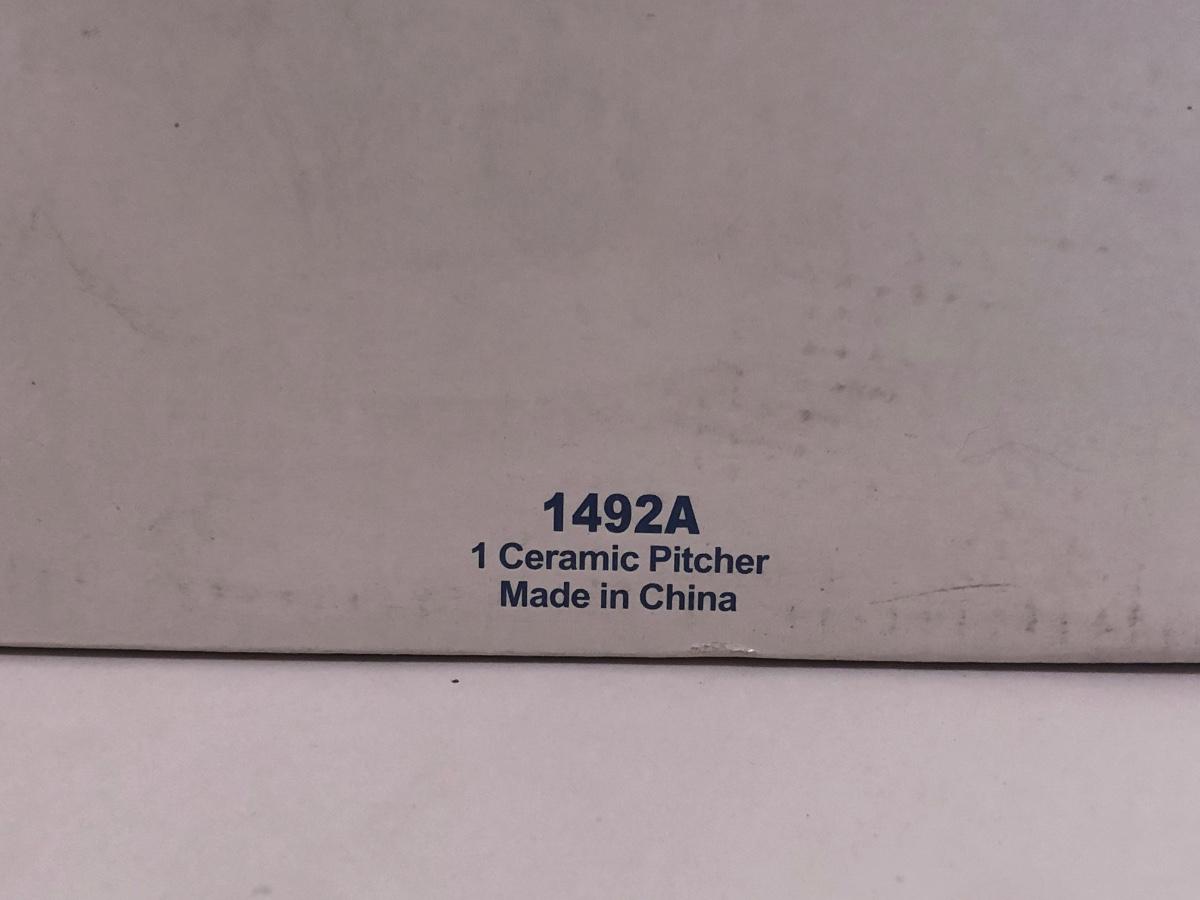 1492A
1 Ceramic Pitcher
Made in China